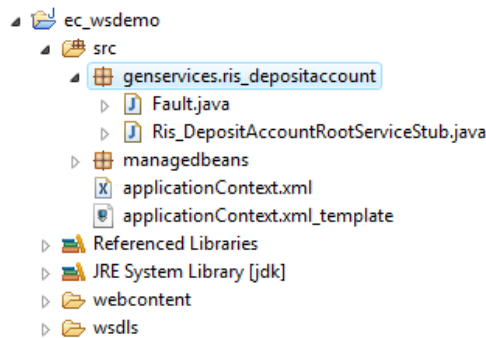 ec_wsdemo
src
genservices.ris_depositaccount
Fault.java
Ris_DepositAccountRootServiceStub.java
managedbeans
applicationContext.xml
applicationContext.xml_template
Referenced Libraries
JRE System Library [jdk]
webcontent
wsdls